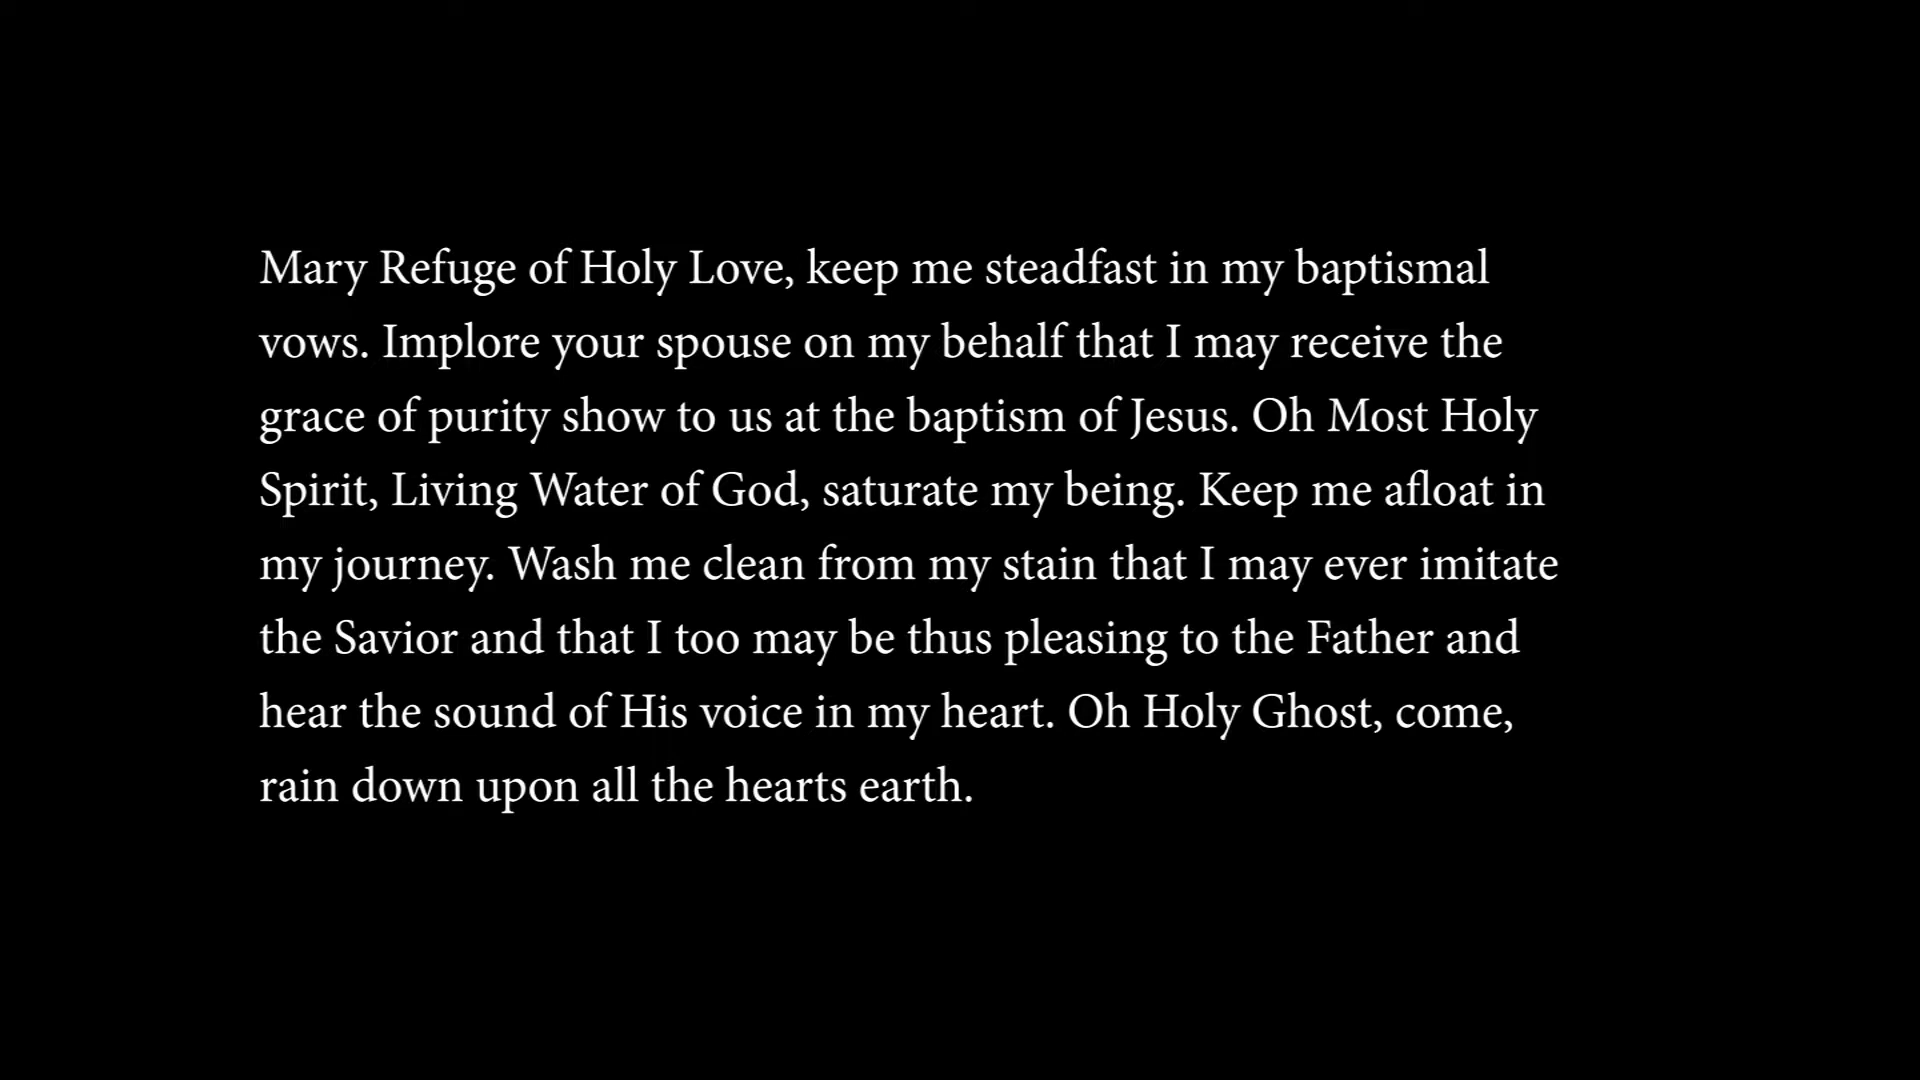 Mary Refuge of Holy Love, keep me steadfast in my baptismal
vows. Implore your spouse on my behalf that I may receive the
grace of purity show to us at the baptism of Jesus. Oh Most Holy
Spirit, Living Water of God, saturate my being. Keep me afloat in
my journey. Wash me clean from my stain that I may ever imitate
the Savior and that I too may be thus pleasing to the Father and
hear the sound of His voice in my heart. Oh Holy Ghost, come,
rain down upon all the hearts earth.